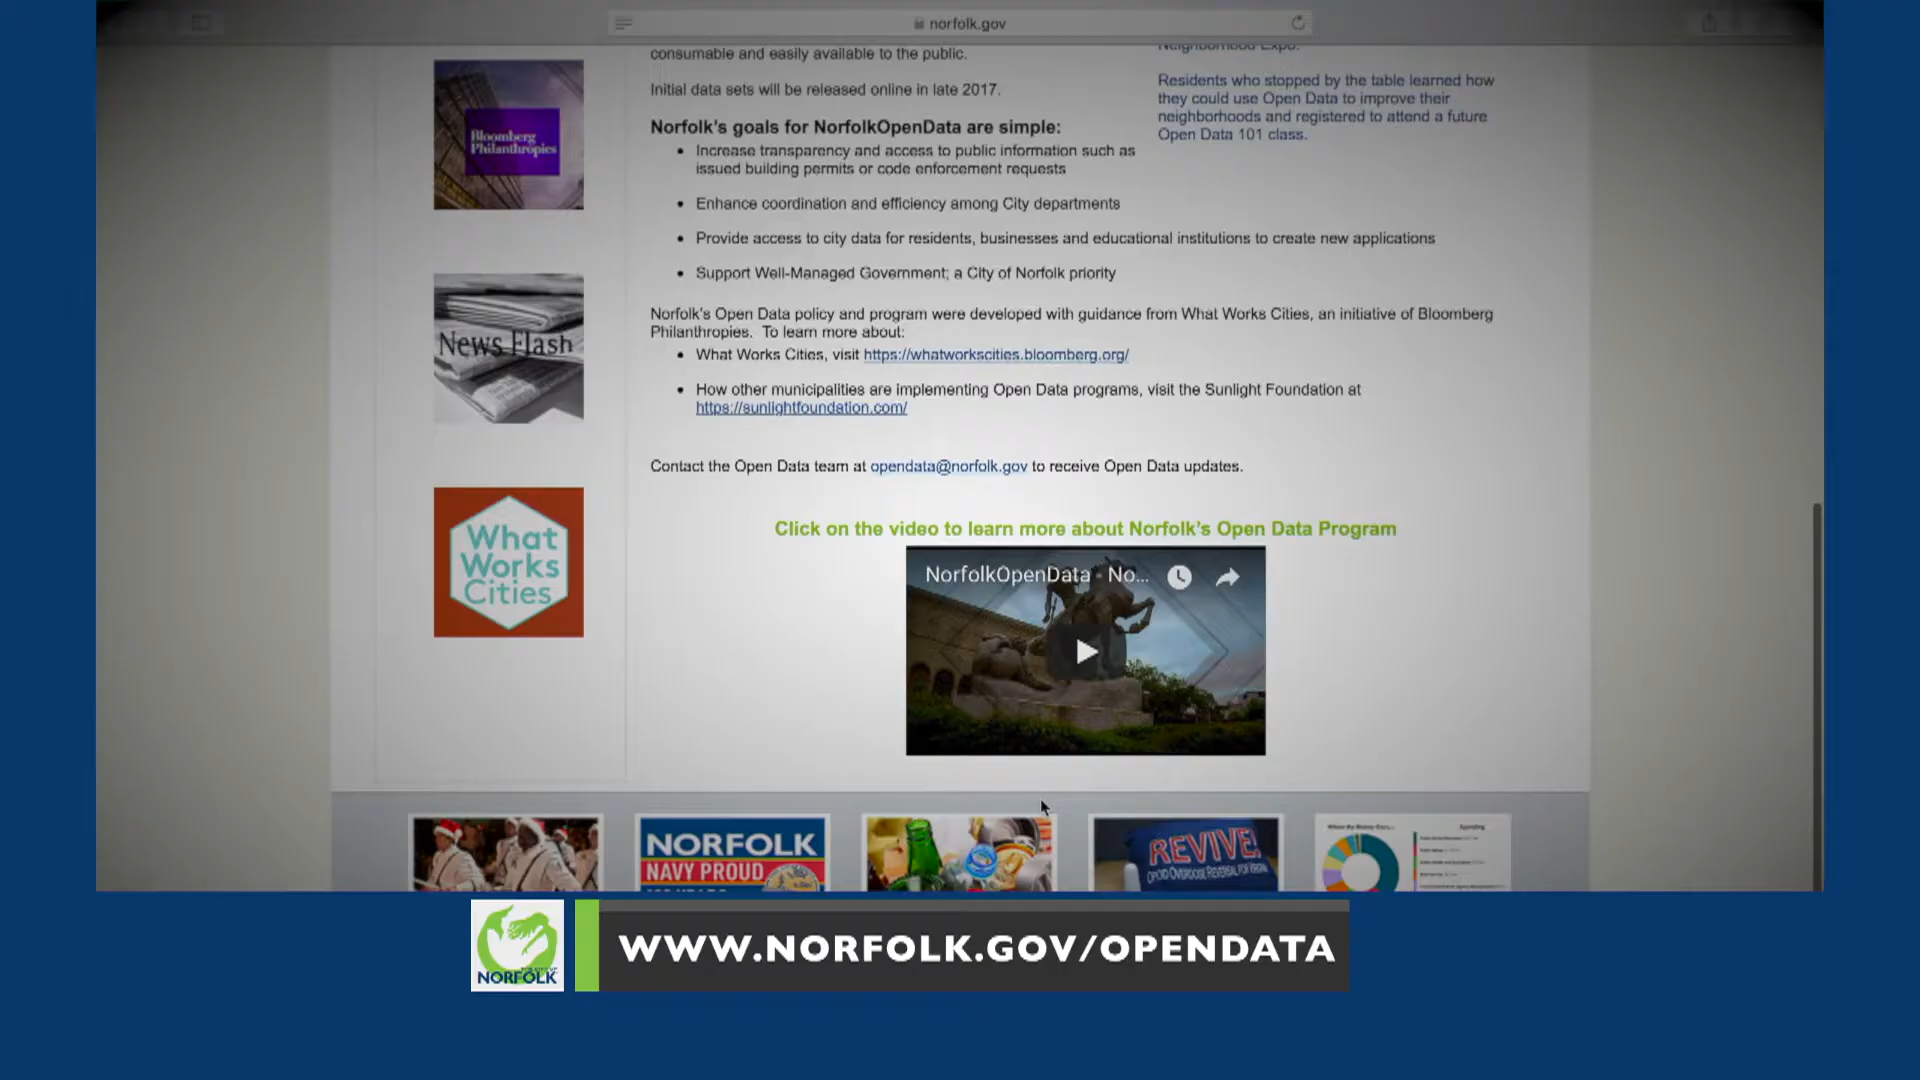 norfolk.gov
consumable and easily available to the public.
Neighborhood Expo.
Initial data sets will be released online in late 2017.
Residents who stopped by the table learned how
they could use Open Data to improve their
neighborhoods and registered to attend a future
Open Data 101 class.
Bloomberg
Philanthropies
Norfolk's goals for NorfolkOpenData are simple:
• Increase transparency and access to public information such as
issued building permits or code enforcement requests
• Enhance coordination and efficiency among City departments
• Provide access to city data for residents, businesses and educational institutions to create new applications
• Support Well-Managed Government; a City of Norfolk priority
News Flash
Norfolk's Open Data policy and program were developed with guidance from What Works Cities, an initiative of Bloomberg
Philanthropies. To learn more about:
• What Works Cities, visit https://whatworkscities.bloomberg.org/
• How other municipalities are implementing Open Data programs, visit the Sunlight Foundation at
https://sunlightfoundation.com/
Contact the Open Data team at opendata@norfolk.gov to receive Open Data updates.
What
Works
Cities
Click on the video to learn more about Norfolk's Open Data Program
NorfolkOpenData - No...
NORFOLK
NAVY PROUD
REVIVE!
Where the Money Goes...
Spending
NORFOLK
WWW.NORFOLK.GOV/OPENDATA